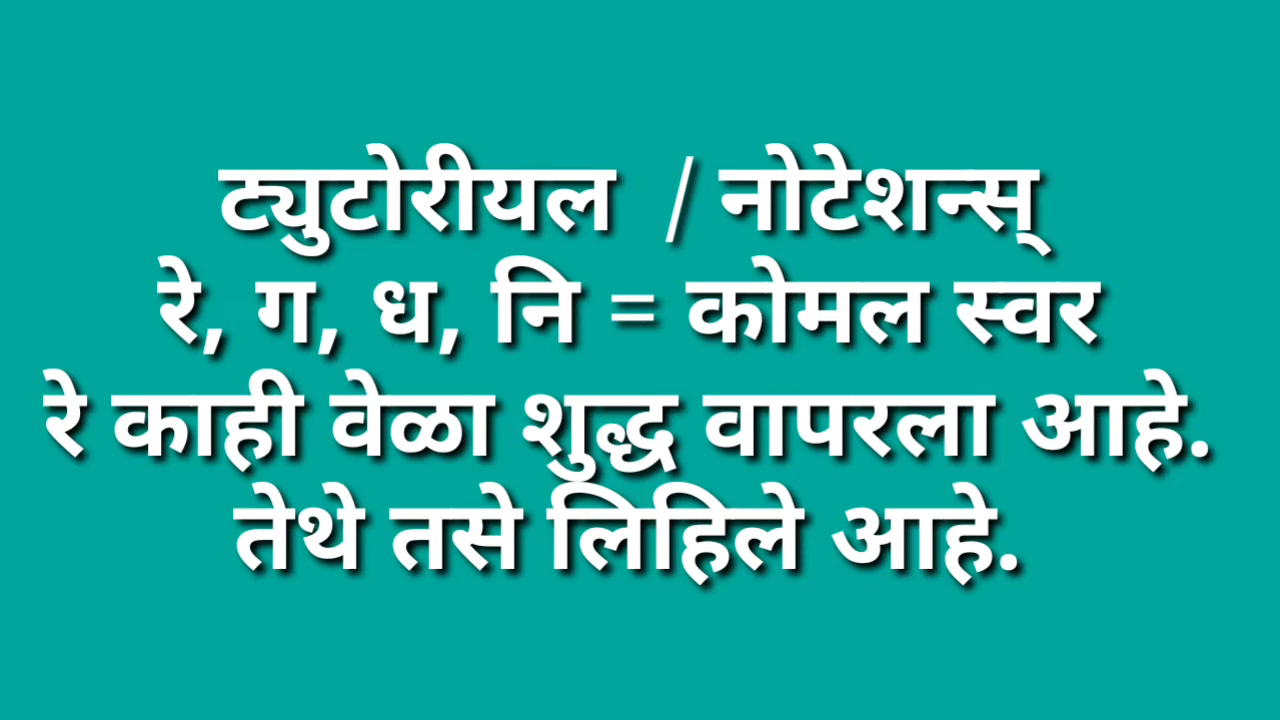 ट्युटोरीयल / नोटेशन्स्
रे, ग, ध, नि = कोमल स्वर
रे काही वेळा शुद्ध वापरला आहे.
तेथे तसे लिहिले आहे.